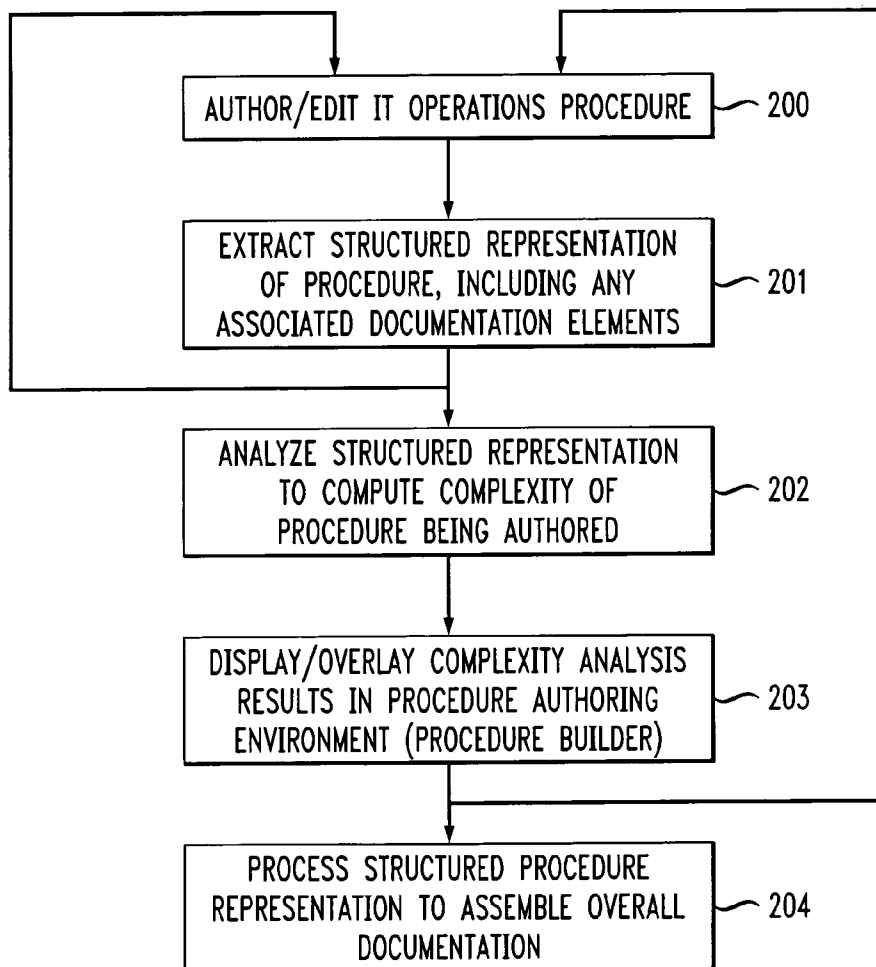 AUTHOR/EDIT IT OPERATIONS PROCEDURE
200
EXTRACT STRUCTURED REPRESENTATION
OF PROCEDURE, INCLUDING ANY
ASSOCIATED DOCUMENTATION ELEMENTS
201
ANALYZE STRUCTURED REPRESENTATION
TO COMPUTE COMPLEXITY OF
PROCEDURE BEING AUTHORED
202
DISPLAY/OVERLAY COMPLEXITY ANALYSIS
RESULTS IN PROCEDURE AUTHORING
ENVIRONMENT (PROCEDURE BUILDER)
203
PROCESS STRUCTURED PROCEDURE
REPRESENTATION TO ASSEMBLE OVERALL
DOCUMENTATION
204